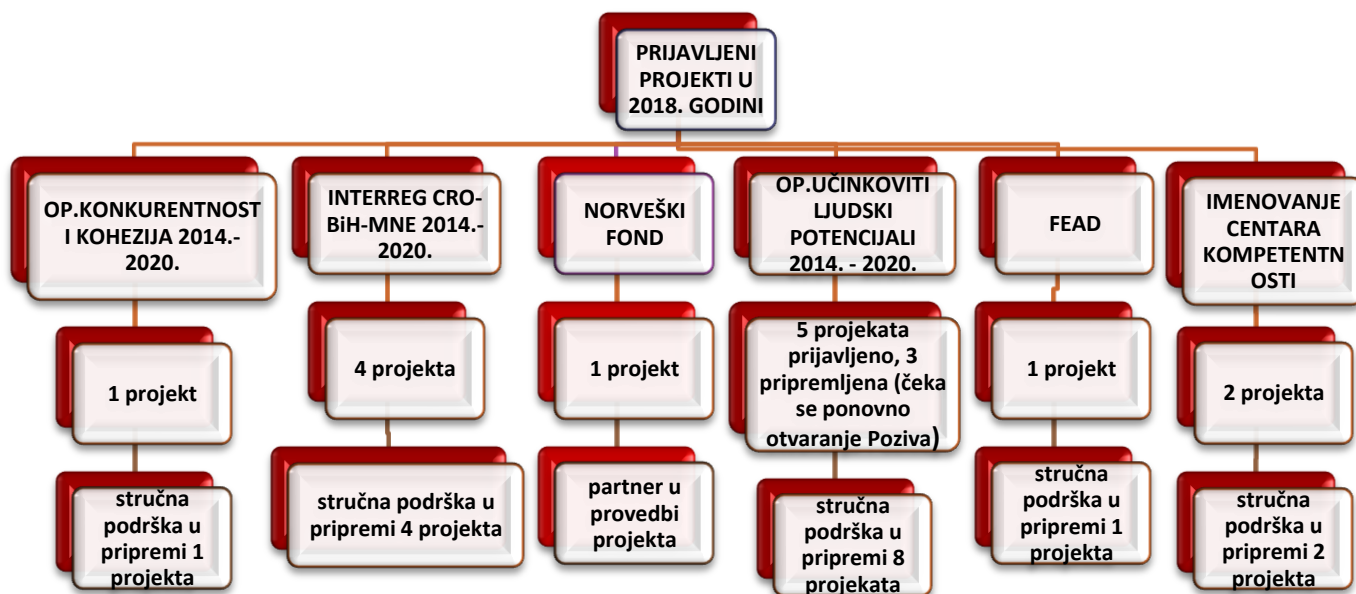 PRIJAVLJENI
PROJEKTI U
2018. GODINI
OP.KONKURENTNOST
I KOHEZIJA 2014.-
2020.
INTERREG CRO-
BiH-MNE 2014.-
2020.
NORVEŠKI
FOND
OP.UČINKOVITI
LJUDSKI
POTENCIJALI
2014. - 2020.
FEAD
IMENOVANJE
CENTARA
KOMPETENTN
OSTI
1 projekt
4 projekta
1 projekt
5 projekata
prijavljeno, 3
pripremljena (čeka
se ponovno
otvaranje Poziva)
1 projekt
2 projekta
stručna
podrška u
pripremi 1
projekta
stručna podrška u
pripremi 4 projekta
partner u
provedbi
projekta
stručna
podrška u
pripremi 8
projekata
stručna
podrška u
pripremi 1
projekta
stručna
podrška u
pripremi 2
projekta